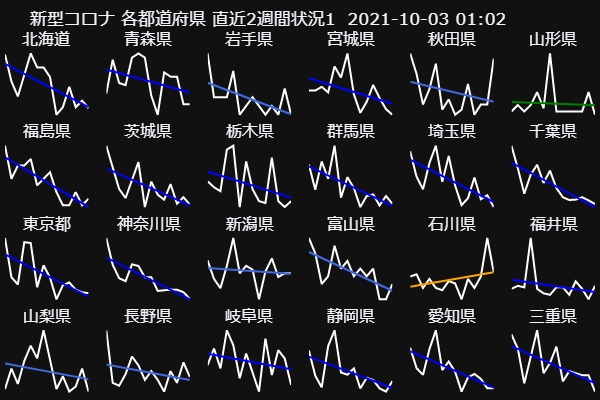 新型コロナ 各都道府県 直近2週間状況1 2021-10-03 01:02
北海道 青森県 岩手県 宮城県 秋田県 山形県
福島県 茨城県 栃木県 群馬県 埼玉県 千葉県
東京都 神奈川県 新潟県 富山県 石川県 福井県
山梨県 長野県 岐阜県 静岡県 愛知県 三重県